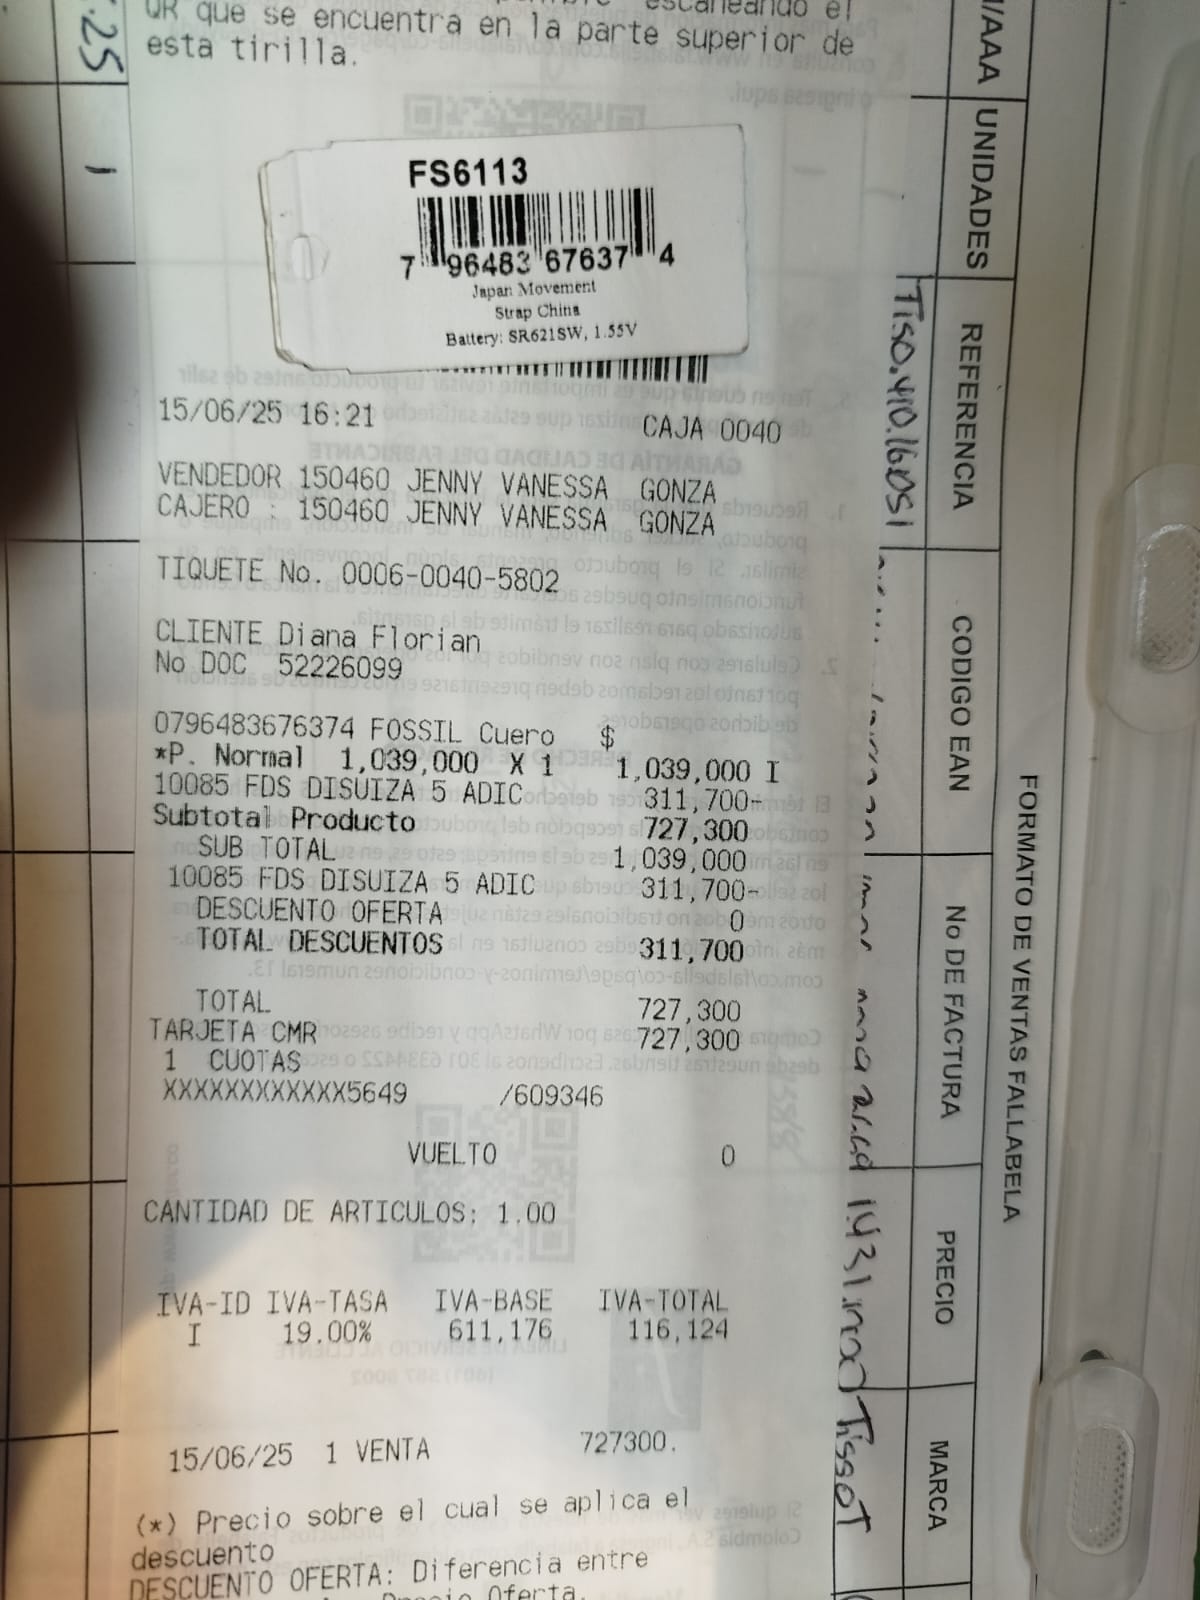 QR que se encuentra en la parte superior de
esta tirilla.
FS6113
7 96483 67637 4
Japan Movement
Strap China
Battery: SR621SW, 1.55V
15/06/25 16:21 CAJA 0040
VENDEDOR 150460 JENNY VANESSA GONZA
CAJERO : 150460 JENNY VANESSA GONZA
TIQUETE No. 0006-0040-5802
CLIENTE Diana Florian
No DOC 52226099
0796483676374 FOSSIL Cuero $
*P. Normal 1,039,000 X 1 1,039,000 I
10085 FDS DISUIZA 5 ADIC 311,700-
Subtotal Producto 727,300
SUB TOTAL 1,039,000
10085 FDS DISUIZA 5 ADIC 311,700-
DESCUENTO OFERTA 0
TOTAL DESCUENTOS 311,700
TOTAL 727,300
TARJETA CMR 727,300
1 CUOTAS
XXXXXXXXXXXX5649 /609346
VUELTO 0
CANTIDAD DE ARTICULOS: 1.00
IVA-ID IVA-TASA IVA-BASE IVA-TOTAL
I 19.00% 611,176 116,124
15/06/25 1 VENTA 727300.
(*) Precio sobre el cual se aplica el
descuento
DESCUENTO OFERTA: Diferencia entre
Oferta.
FORMATO DE VENTAS FALLABELA
/AAA UNIDADES REFERENCIA CODIGO EAN No DE FACTURA PRECIO MARCA
Tissot
.25 1